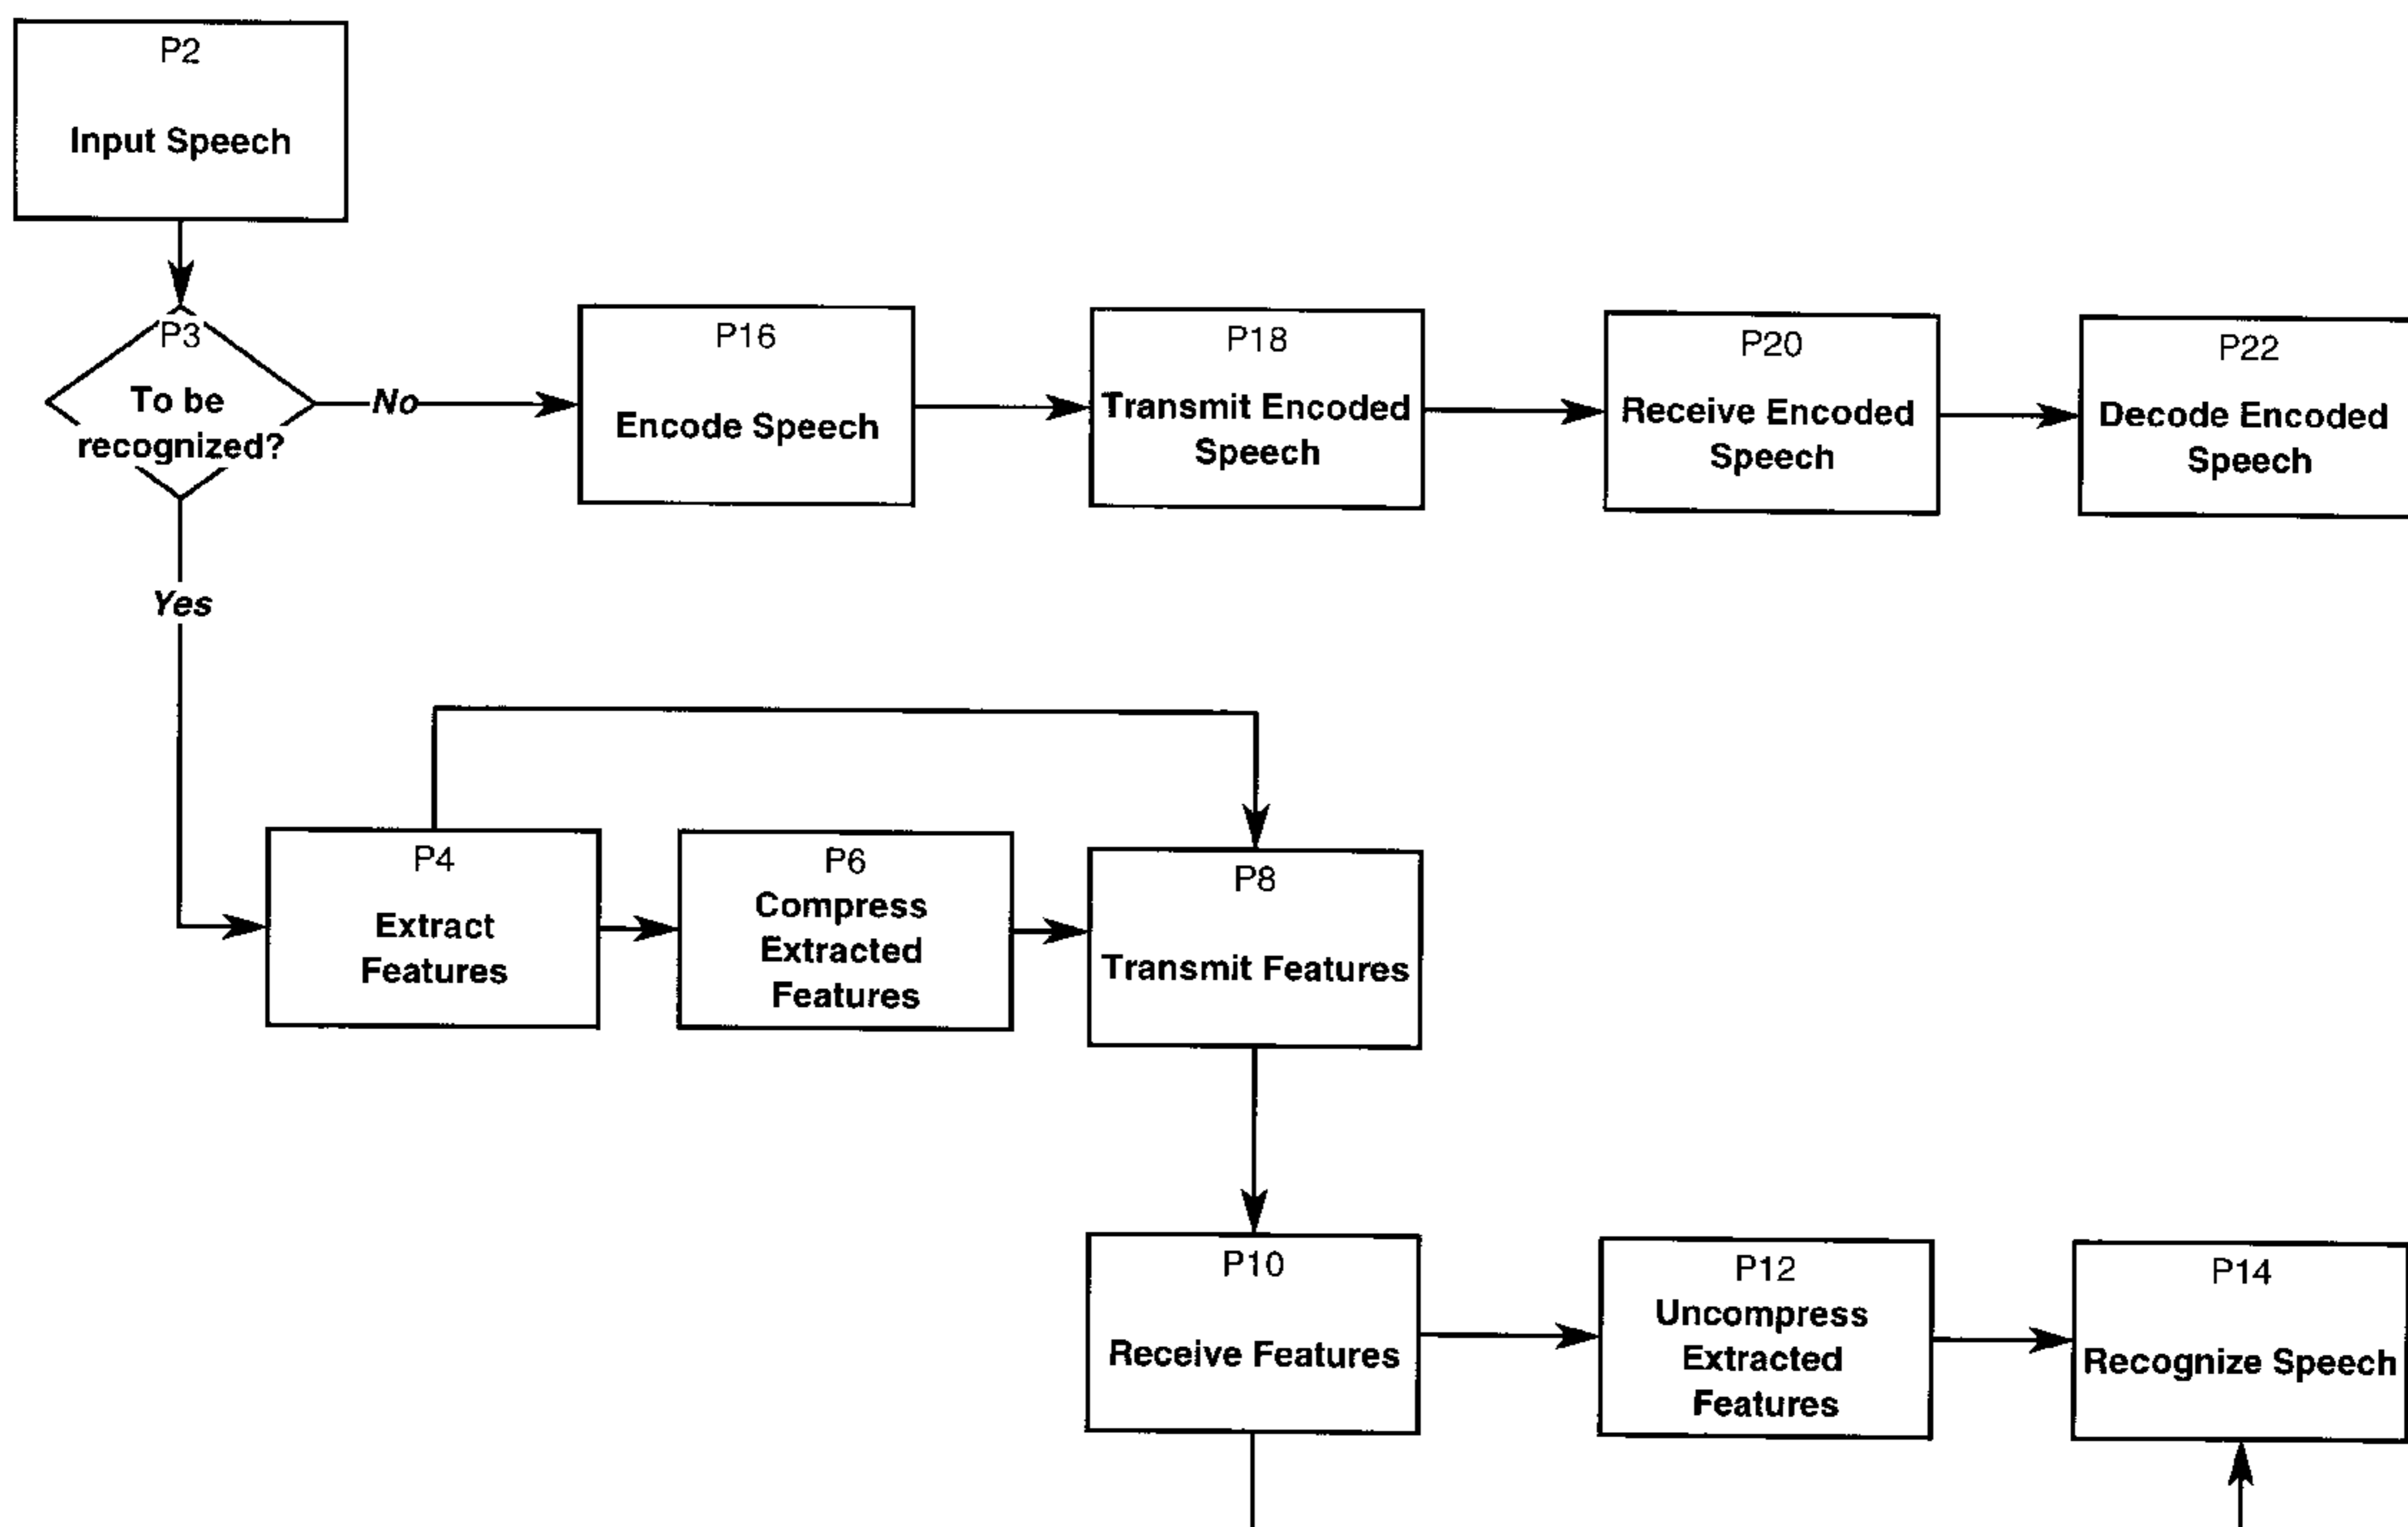 P2
Input Speech
P3
To be
recognized?
No
P16
Encode Speech
P18
Transmit Encoded
Speech
P20
Receive Encoded
Speech
P22
Decode Encoded
Speech
Yes
P4
Extract
Features
P6
Compress
Extracted
Features
P8
Transmit Features
P10
Receive Features
P12
Uncompress
Extracted
Features
P14
Recognize Speech